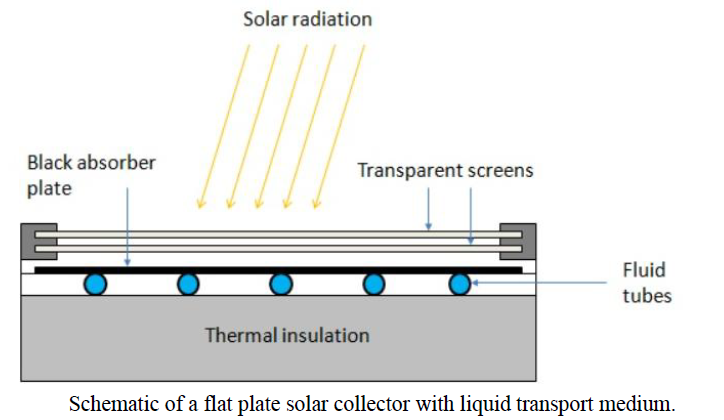 Solar radiation
Black absorber
plate
Transparent screens
Fluid
tubes
Thermal insulation
Schematic of a flat plate solar collector with liquid transport medium.